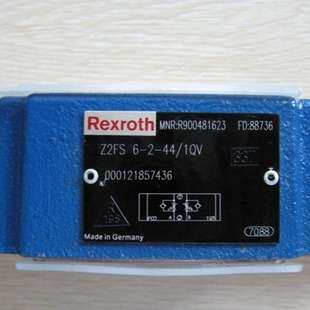 Rexroth MNR:R900481623 FD:88736
Z2FS 6-2-44/1QV
000121857436
Made in Germany
7088